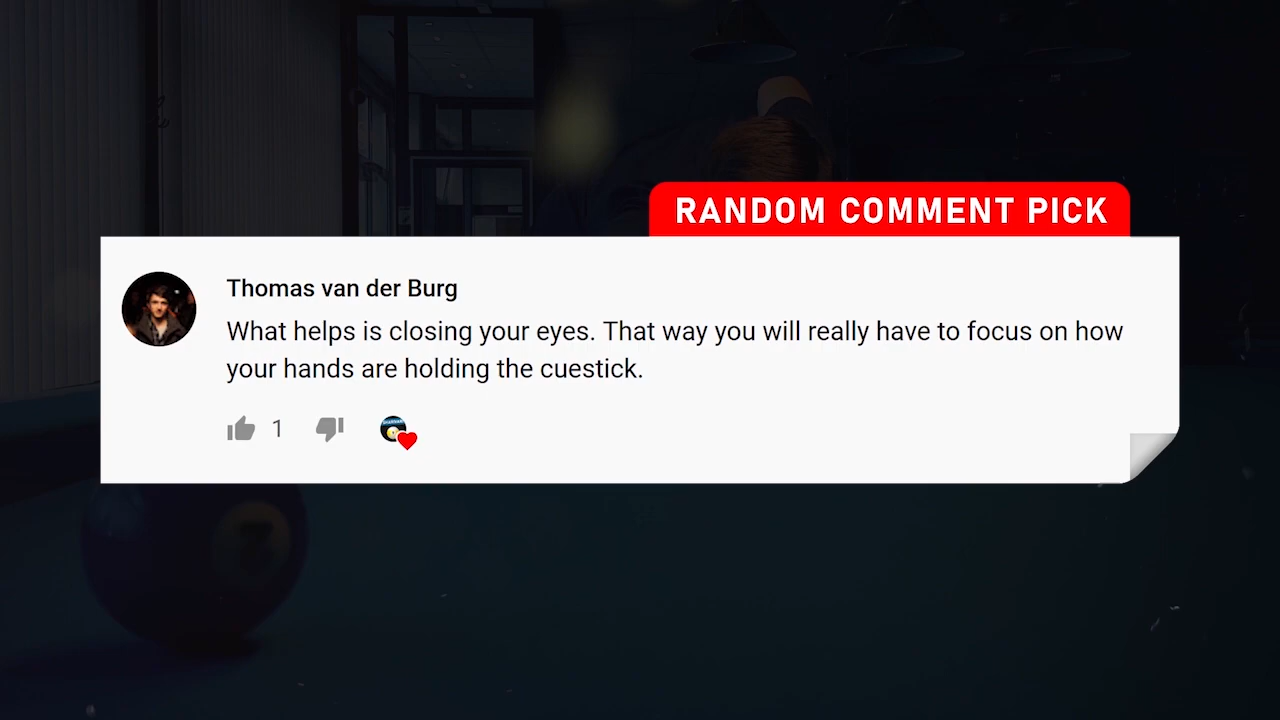 RANDOM COMMENT PICK
Thomas van der Burg
What helps is closing your eyes. That way you will really have to focus on how
your hands are holding the cuestick.
1